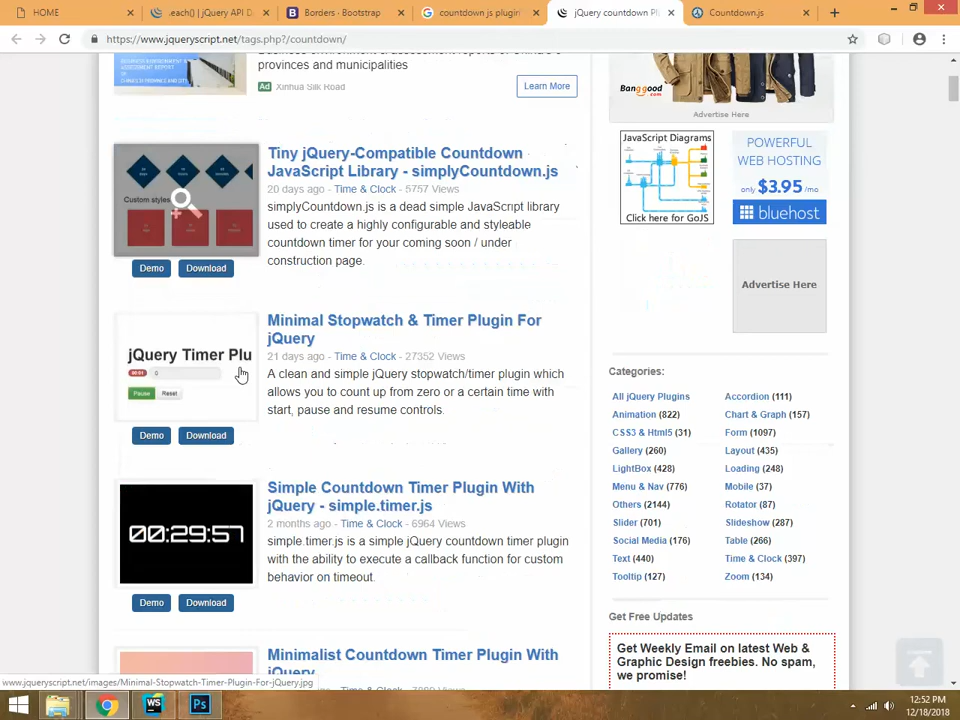 HOME
.each() | jQuery API D
Borders · Bootstrap
countdown js plugin
jQuery countdown Pl
Countdown.js
https://www.jqueryscript.net/tags.php?/countdown/
provinces and municipalities
Ad Xinhua Silk Road
Learn More
Banggood.com
Advertise Here
Tiny jQuery-Compatible Countdown
JavaScript Library - simplyCountdown.js
20 days ago - Time & Clock - 5757 Views
simplyCountdown.js is a dead simple JavaScript library
used to create a highly configurable and styleable
countdown timer for your coming soon / under
construction page.
Custom styles
Demo Download
JavaScript Diagrams
Click here for GoJS
POWERFUL
WEB HOSTING
only $3.95 /mo
bluehost
Advertise Here
Minimal Stopwatch & Timer Plugin For
jQuery
21 days ago - Time & Clock - 27352 Views
A clean and simple jQuery stopwatch/timer plugin which
allows you to count up from zero or a certain time with
start, pause and resume controls.
jQuery Timer Plu
0
Pause Reset
Demo Download
Simple Countdown Timer Plugin With
jQuery - simple.timer.js
2 months ago - Time & Clock - 6964 Views
simple.timer.js is a simple jQuery countdown timer plugin
with the ability to execute a callback function for custom
behavior on timeout.
00:29:57
Demo Download
Minimalist Countdown Timer Plugin With
jQuery
Categories:
All jQuery Plugins Accordion (111)
Animation (822) Chart & Graph (157)
CSS3 & Html5 (31) Form (1097)
Gallery (260) Layout (435)
LightBox (428) Loading (248)
Menu & Nav (776) Mobile (37)
Others (2144) Rotator (87)
Slider (701) Slideshow (287)
Social Media (176) Table (266)
Text (440) Time & Clock (397)
Tooltip (127) Zoom (134)
Get Free Updates
Get Weekly Email on latest Web &
Graphic Design freebies. No spam,
we promise!
www.jqueryscript.net/images/Minimal-Stopwatch-Timer-Plugin-For-jQuery.jpg
WS
Ps
12:52 PM
12/18/2018